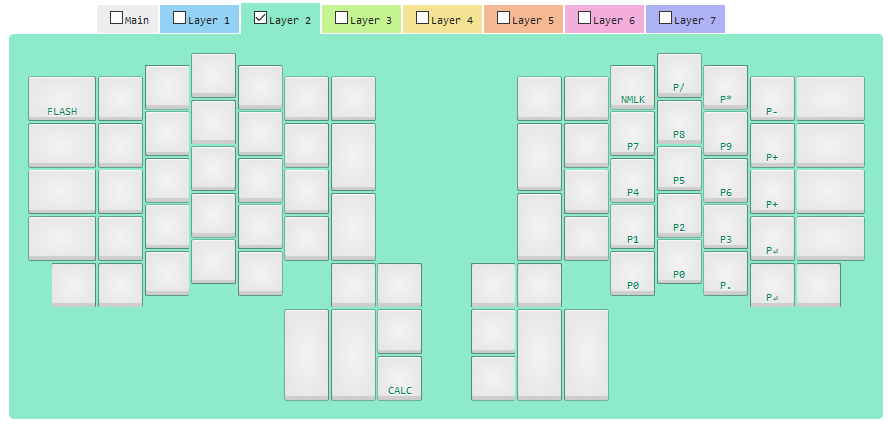 Main Layer 1 Layer 2 Layer 3 Layer 4 Layer 5 Layer 6 Layer 7
FLASH NMLK P/ P* P-
P7 P8 P9 P+
P4 P5 P6 P+
P1 P2 P3 P↲
P0 P0 P. P↲
CALC